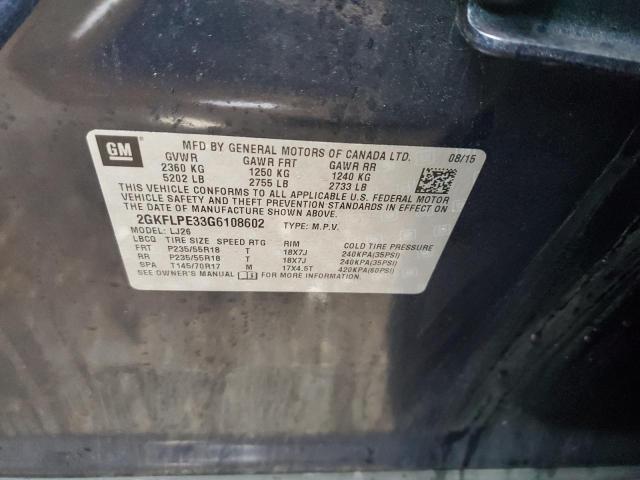 GM
MFD BY GENERAL MOTORS OF CANADA LTD. 08/15
GVWR GAWR FRT GAWR RR
2360 KG 1250 KG 1240 KG
5202 LB 2755 LB 2733 LB
THIS VEHICLE CONFORMS TO ALL APPLICABLE U.S. FEDERAL MOTOR
VEHICLE SAFETY AND THEFT PREVENTION STANDARDS IN EFFECT ON
THE DATE OF MANUFACTURE SHOWN ABOVE.
2GKFLPE33G6108602 TYPE: M.P.V.
MODEL: LJ26
LBCQ TIRE SIZE SPEED RTG RIM COLD TIRE PRESSURE
FRT P235/55R18 T 18X7J 240KPA(35PSI)
RR P235/55R18 T 18X7J 240KPA(35PSI)
SPA T145/70R17 M 17X4.5T 420KPA(60PSI)
SEE OWNER'S MANUAL FOR MORE INFORMATION.